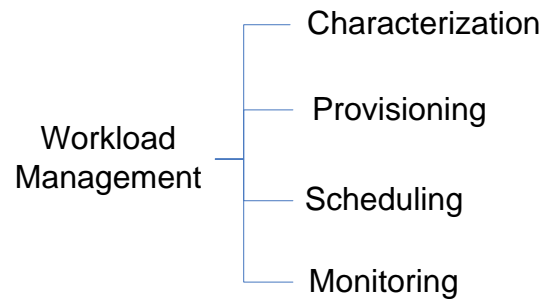 Workload
Management
Characterization
Provisioning
Scheduling
Monitoring